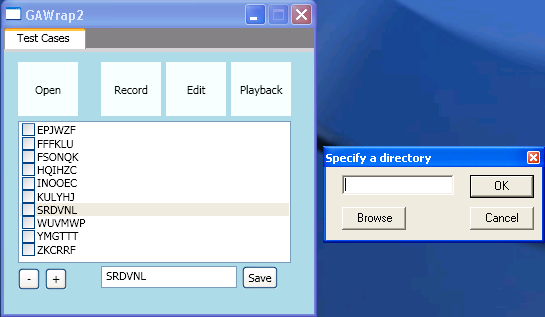 GAWrap2
Test Cases
Open Record Edit Playback
EPJWZF
FFFKLU
FSONQK
HQIHZC
INOOEC
KULYHJ
SRDVNL
WUVMWP
YMGTTT
ZKCRRF
- + SRDVNL Save
Specify a directory
OK
Browse Cancel